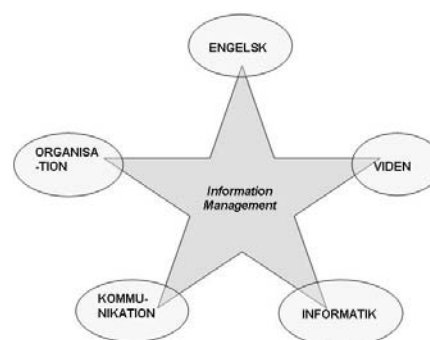 ENGELSK
ORGANISA
-TION
VIDEN
Information
Management
KOMMU-
NIKATION
INFORMATIK